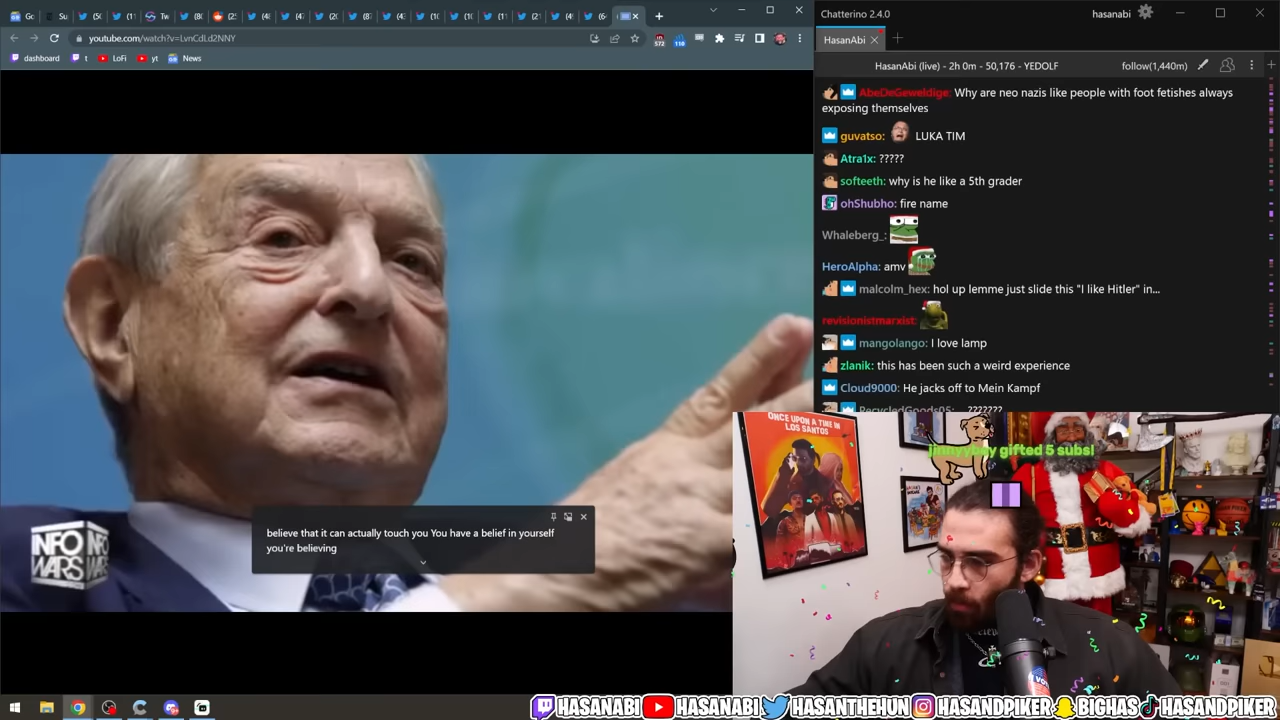 youtube.com/watch?v=LvnCdLd2NNY
572
110
dashboard
t
LoFi
yt
News
believe that it can actually touch you You have a belief in yourself
you're believing
INFO
WARS
Chatterino 2.4.0
hasanabi
HasanAbi
HasanAbi (live) - 2h 0m - 50,176 - YEDOLF
follow(1,440m)
AbeDeGeweldige: Why are neo nazis like people with foot fetishes always
exposing themselves
guvatso: LUKA TIM
Atra1x: ?????
softeeth: why is he like a 5th grader
ohShubho: fire name
Whaleberg_:
HeroAlpha: amv
malcolm_hex: hol up lemme just slide this "I like Hitler" in...
revisionistmarxist:
mangolango: I love lamp
zlanik: this has been such a weird experience
Cloud9000: He jacks off to Mein Kampf
RecycledGoods05: ...???????
ONCE UPON A TIME IN
LOS SANTOS
jinnyyboy gifted 5 subs!
HASANABI HASANABI HASANTHEHUN HASANDPIKER BIGHAS HASANDPIKER